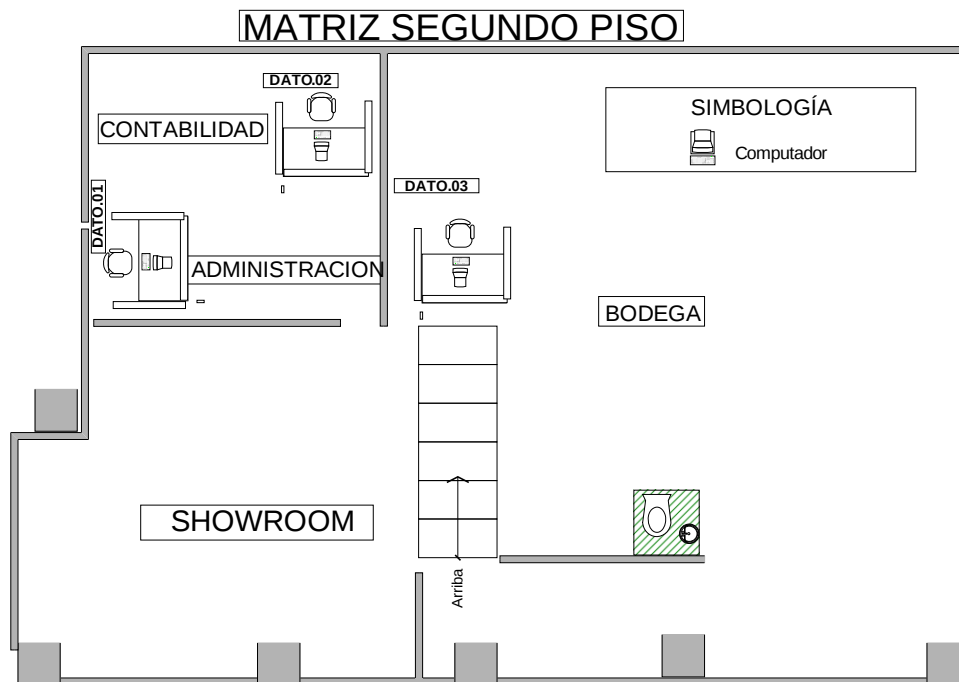 MATRIZ SEGUNDO PISO
DATO.02
CONTABILIDAD
SIMBOLOGÍA
Computador
DATO.01
DATO.03
ADMINISTRACION
BODEGA
SHOWROOM
Arriba